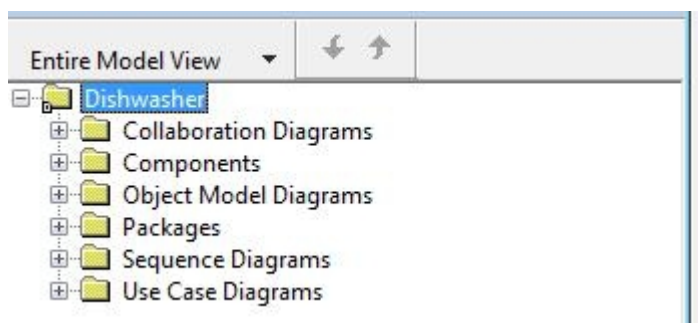 Entire Model View
Dishwasher
Collaboration Diagrams
Components
Object Model Diagrams
Packages
Sequence Diagrams
Use Case Diagrams